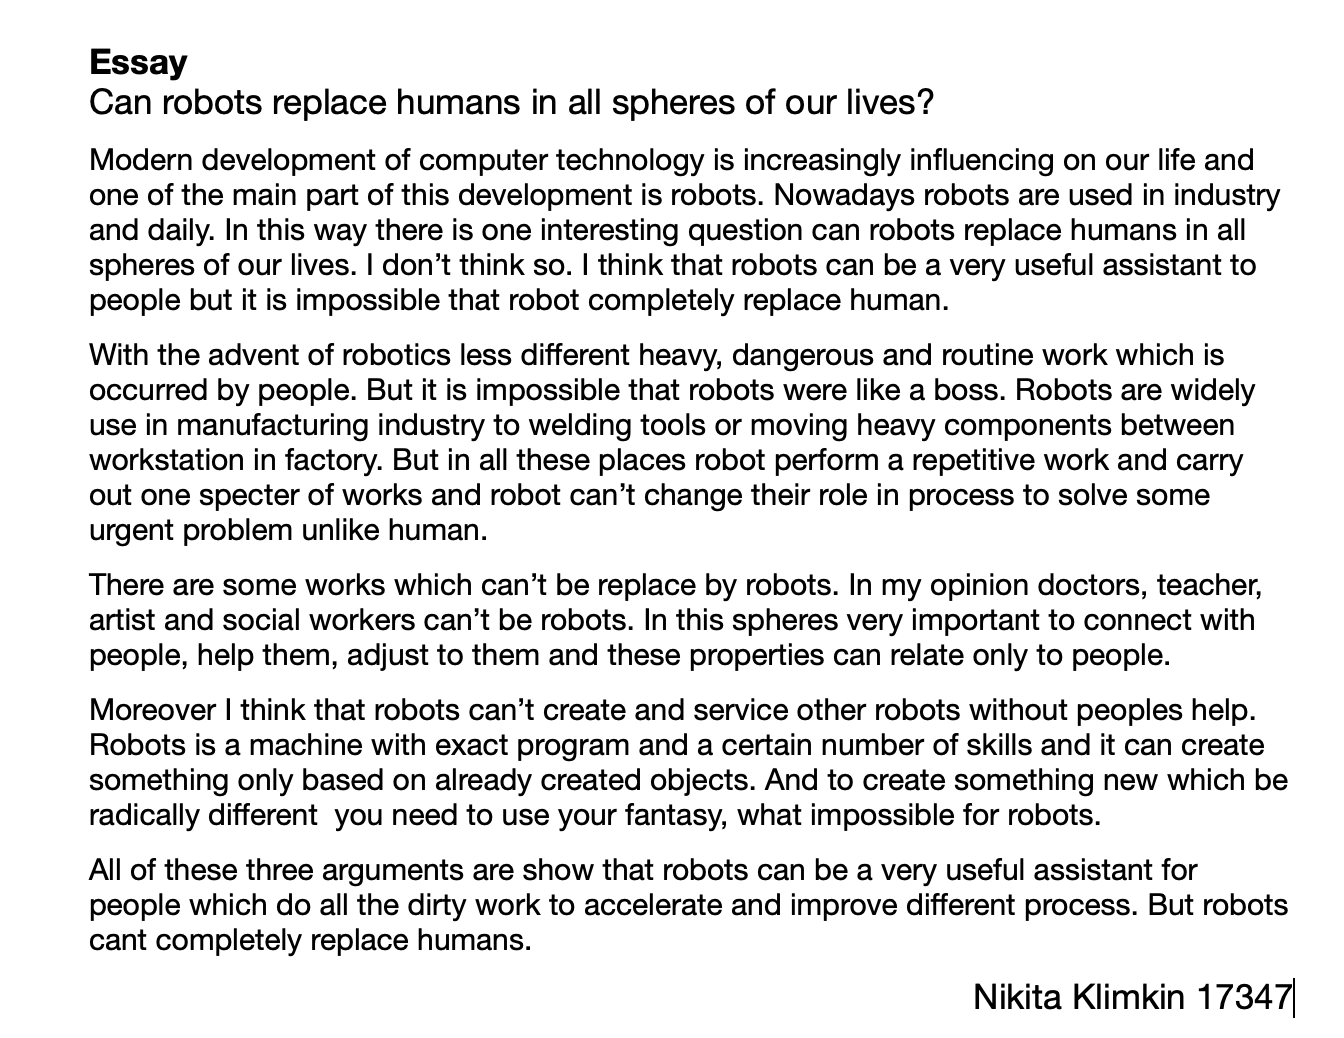 Essay
Can robots replace humans in all spheres of our lives?
Modern development of computer technology is increasingly influencing on our life and
one of the main part of this development is robots. Nowadays robots are used in industry
and daily. In this way there is one interesting question can robots replace humans in all
spheres of our lives. I don’t think so. I think that robots can be a very useful assistant to
people but it is impossible that robot completely replace human.
With the advent of robotics less different heavy, dangerous and routine work which is
occurred by people. But it is impossible that robots were like a boss. Robots are widely
use in manufacturing industry to welding tools or moving heavy components between
workstation in factory. But in all these places robot perform a repetitive work and carry
out one specter of works and robot can’t change their role in process to solve some
urgent problem unlike human.
There are some works which can’t be replace by robots. In my opinion doctors, teacher,
artist and social workers can’t be robots. In this spheres very important to connect with
people, help them, adjust to them and these properties can relate only to people.
Moreover I think that robots can’t create and service other robots without peoples help.
Robots is a machine with exact program and a certain number of skills and it can create
something only based on already created objects. And to create something new which be
radically different  you need to use your fantasy, what impossible for robots.
All of these three arguments are show that robots can be a very useful assistant for
people which do all the dirty work to accelerate and improve different process. But robots
cant completely replace humans.
Nikita Klimkin 17347